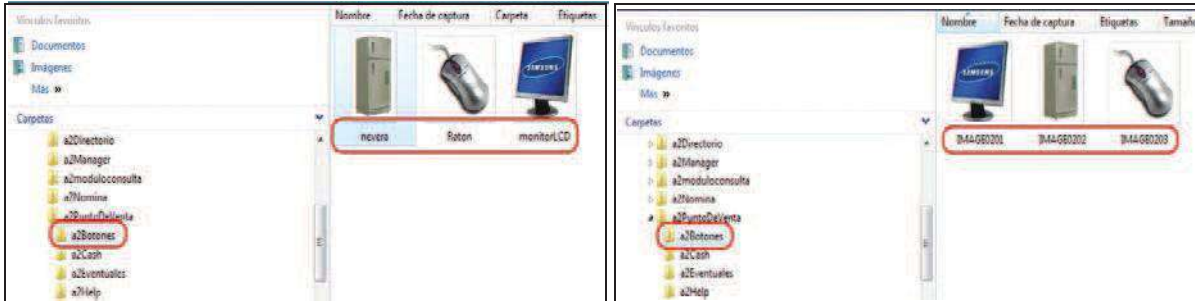 Vínculos favoritos
Documentos
Imágenes
Más »
Carpetas
a2Directorio
a2Manager
a2moduloconsulta
a2Nomina
a2PuntoDeVenta
a2Botones
a2Cash
a2Eventuales
a2Help
Nombre Fecha de captura Carpeta Etiquetas
SAMSUNG
nevera Raton monitorLCD
Vínculos favoritos
Documentos
Imágenes
Más »
Carpetas
a2Directorio
a2Manager
a2moduloconsulta
a2Nomina
a2PuntoDeVenta
a2Botones
a2Cash
a2Eventuales
a2Help
Nombre Fecha de captura Etiquetas Tamaño
SAMSUNG
IMAGE0201 IMAGE0202 IMAGE0203